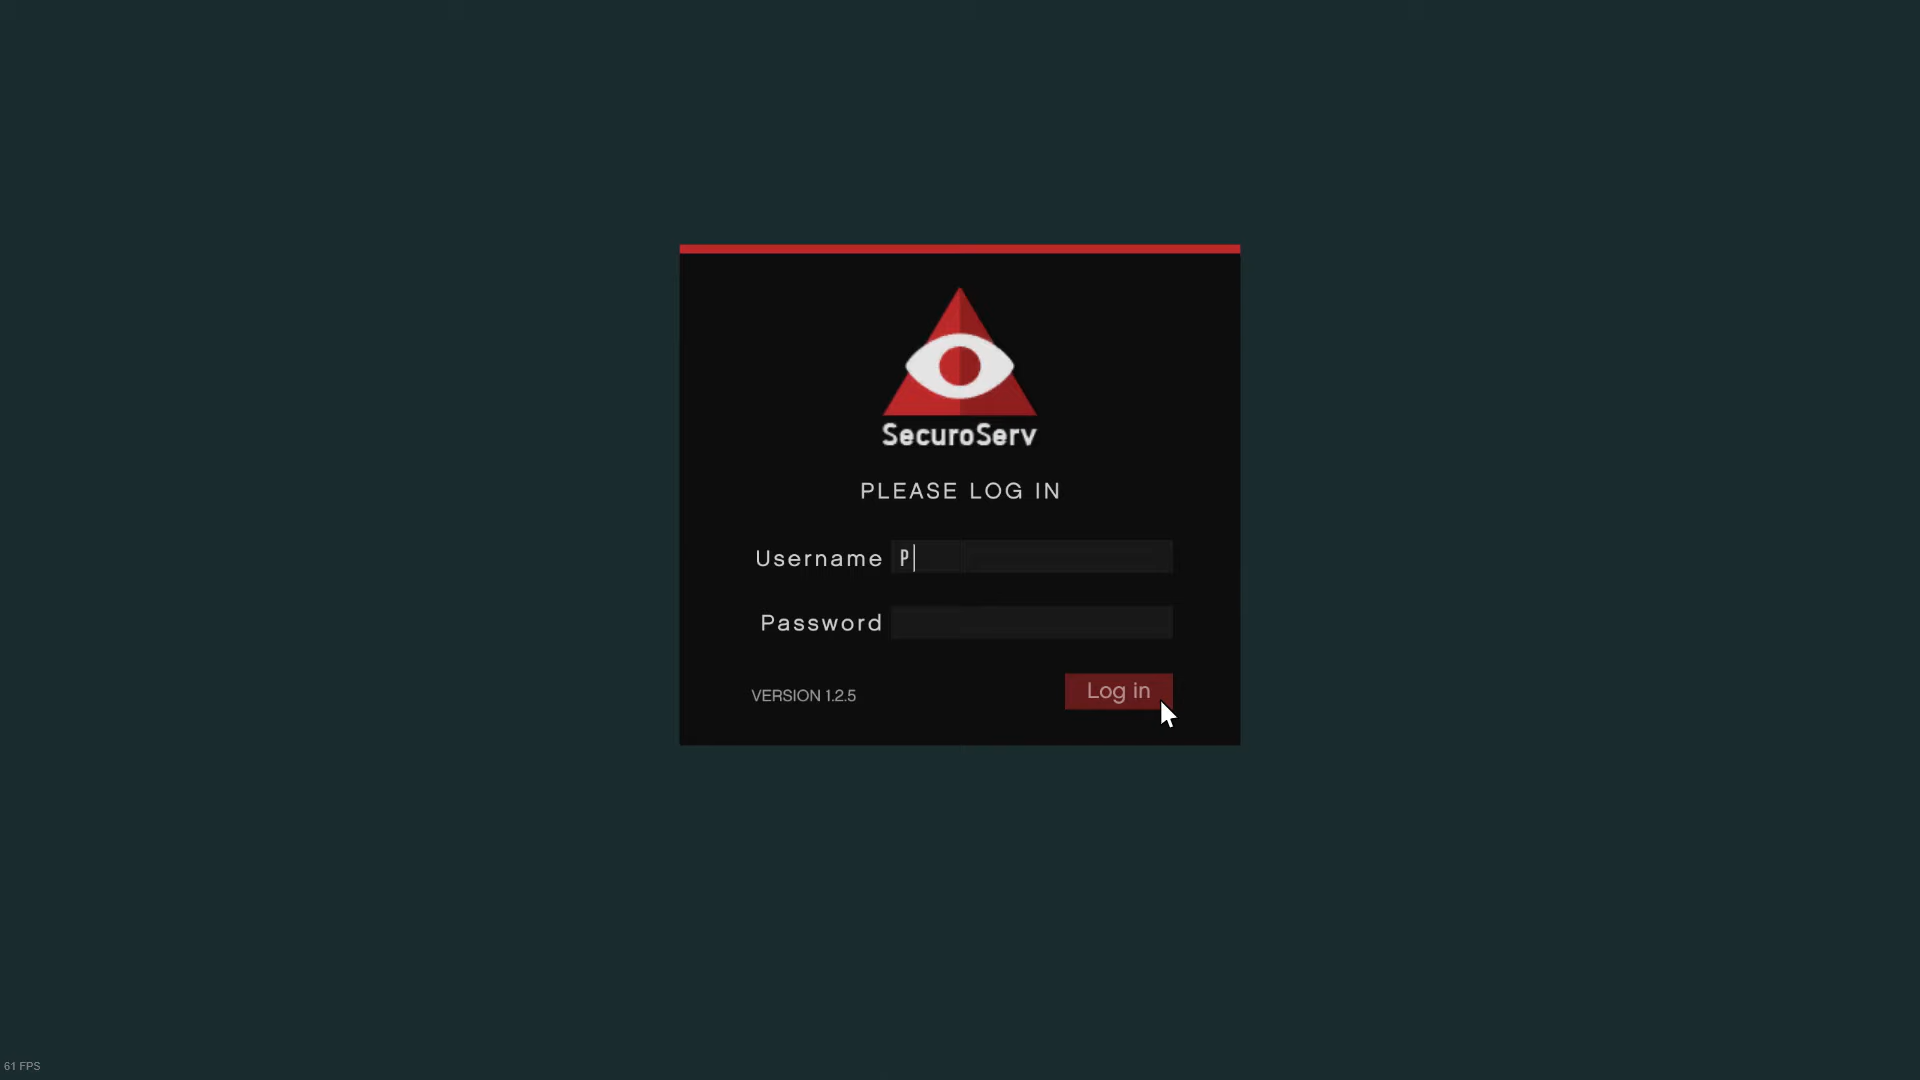 SecuroServ
PLEASE LOG IN
Username P
Password
VERSION 1.2.5 Log in
61 FPS